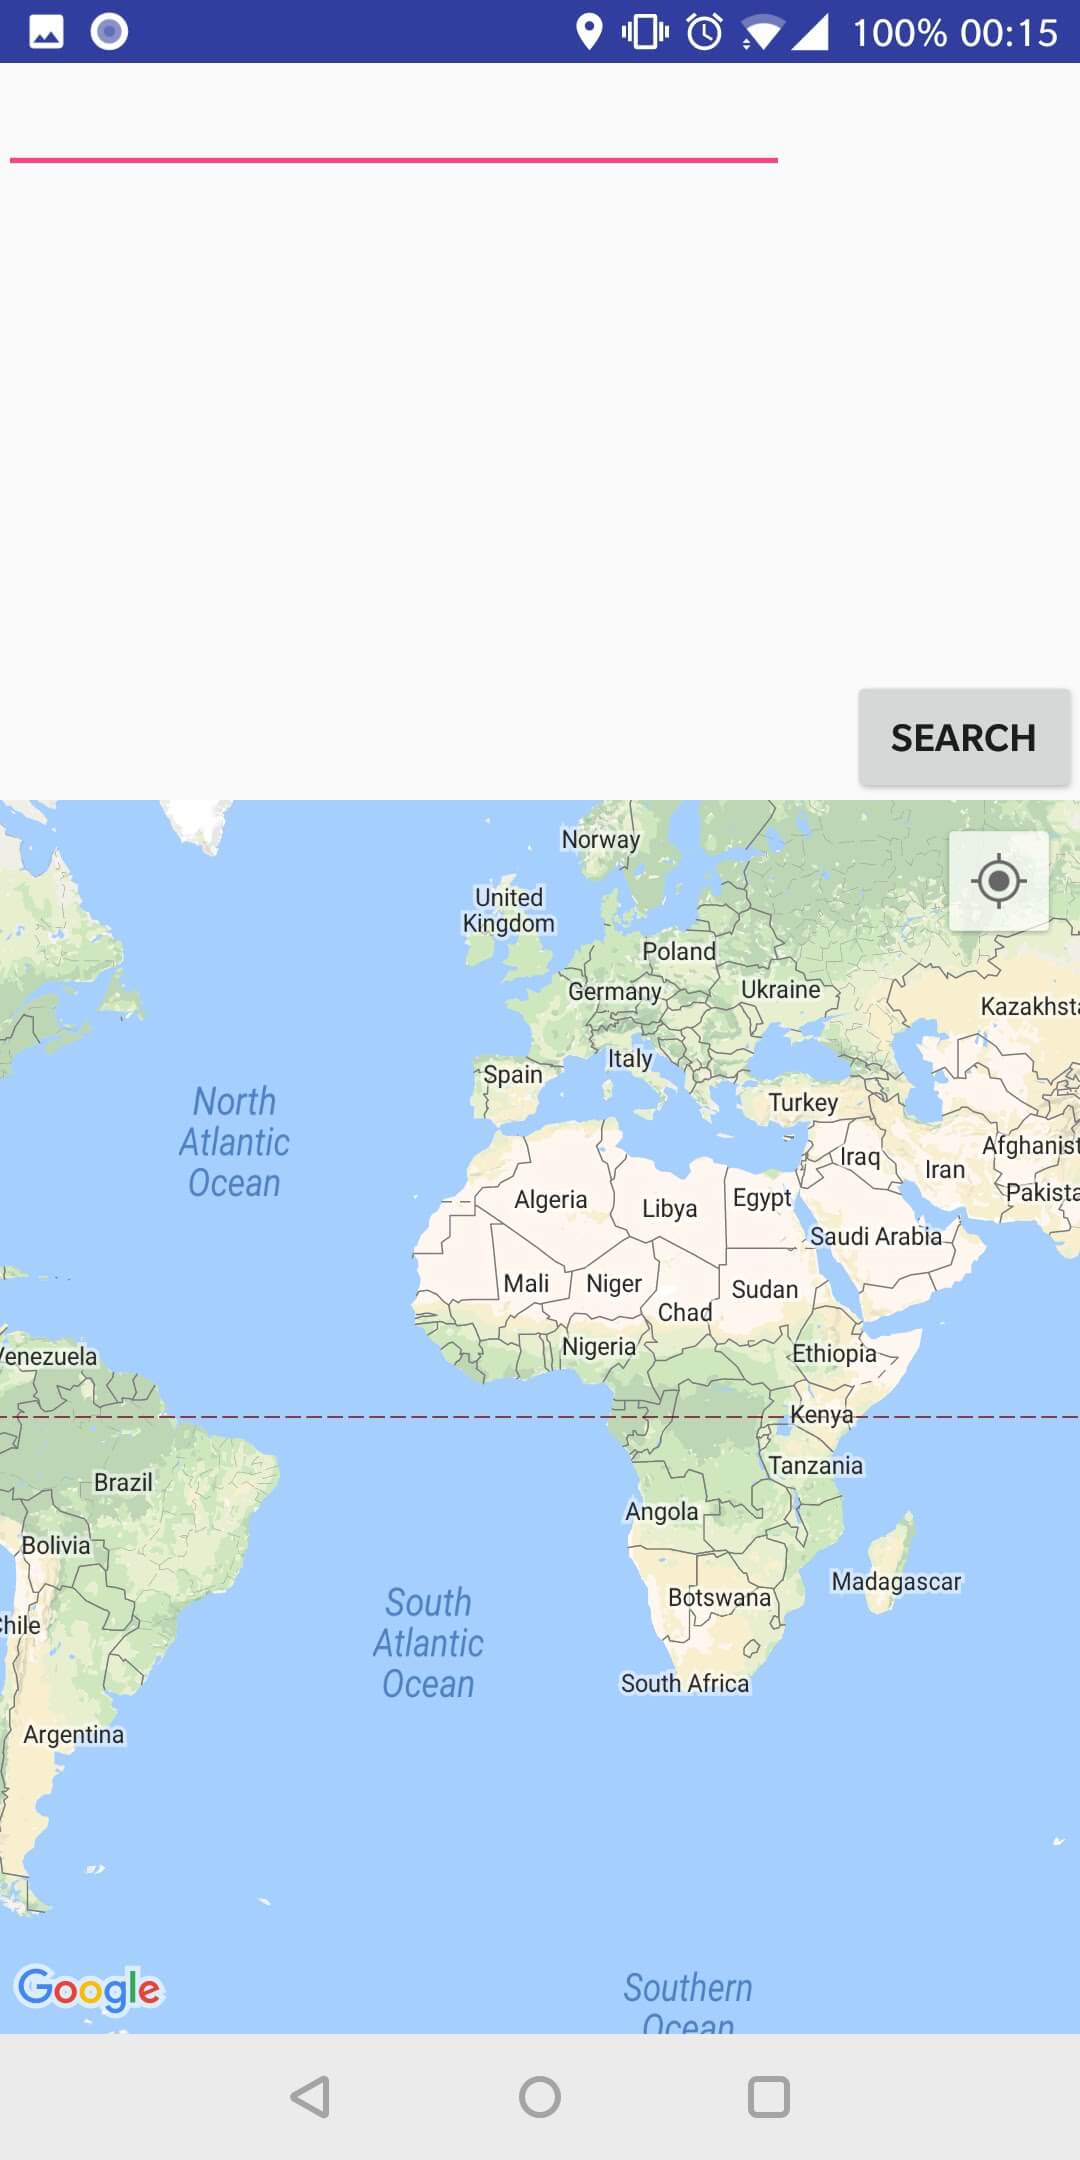 100% 00:15
SEARCH
Norway
United
Kingdom
Poland
Germany
Ukraine
Kazakhsta
Italy
Spain
North
Atlantic
Ocean
Turkey
Afghanist
Iraq
Iran
Pakista
Algeria
Libya
Egypt
Saudi Arabia
Mali
Niger
Sudan
Chad
Nigeria
Ethiopia
Venezuela
Kenya
Tanzania
Brazil
Angola
Bolivia
Madagascar
Botswana
South
Atlantic
Ocean
Chile
South Africa
Argentina
Google
Southern
Ocean